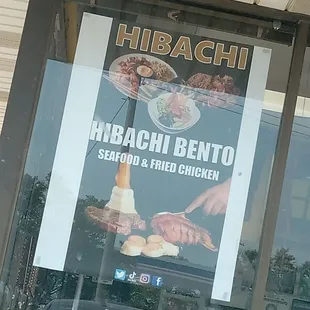 HIBACHI
HIBACHI BENTO
SEAFOOD & FRIED CHICKEN